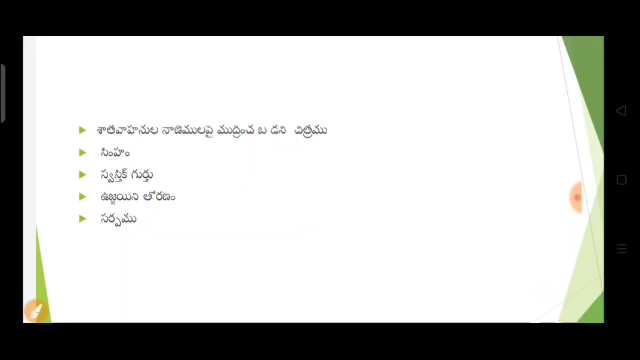 శాతవాహనుల నాణెములపై ముద్రించ బ డని చిత్రము
సింహం
స్వస్తిక్ గుర్తు
ఉజ్జయిని లోరణం
సర్పము